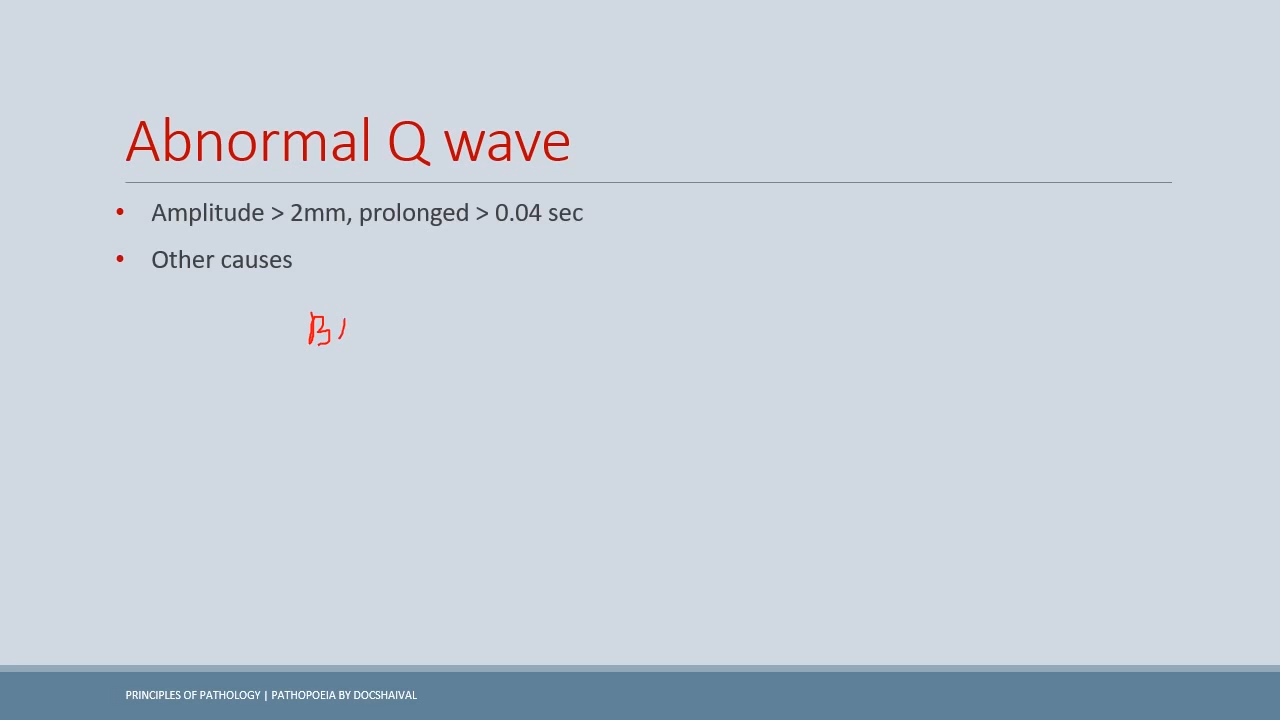 Abnormal Q wave
• Amplitude > 2mm, prolonged > 0.04 sec
• Other causes
B
PRINCIPLES OF PATHOLOGY | PATHOPOEIA BY DOCSHAIVAL